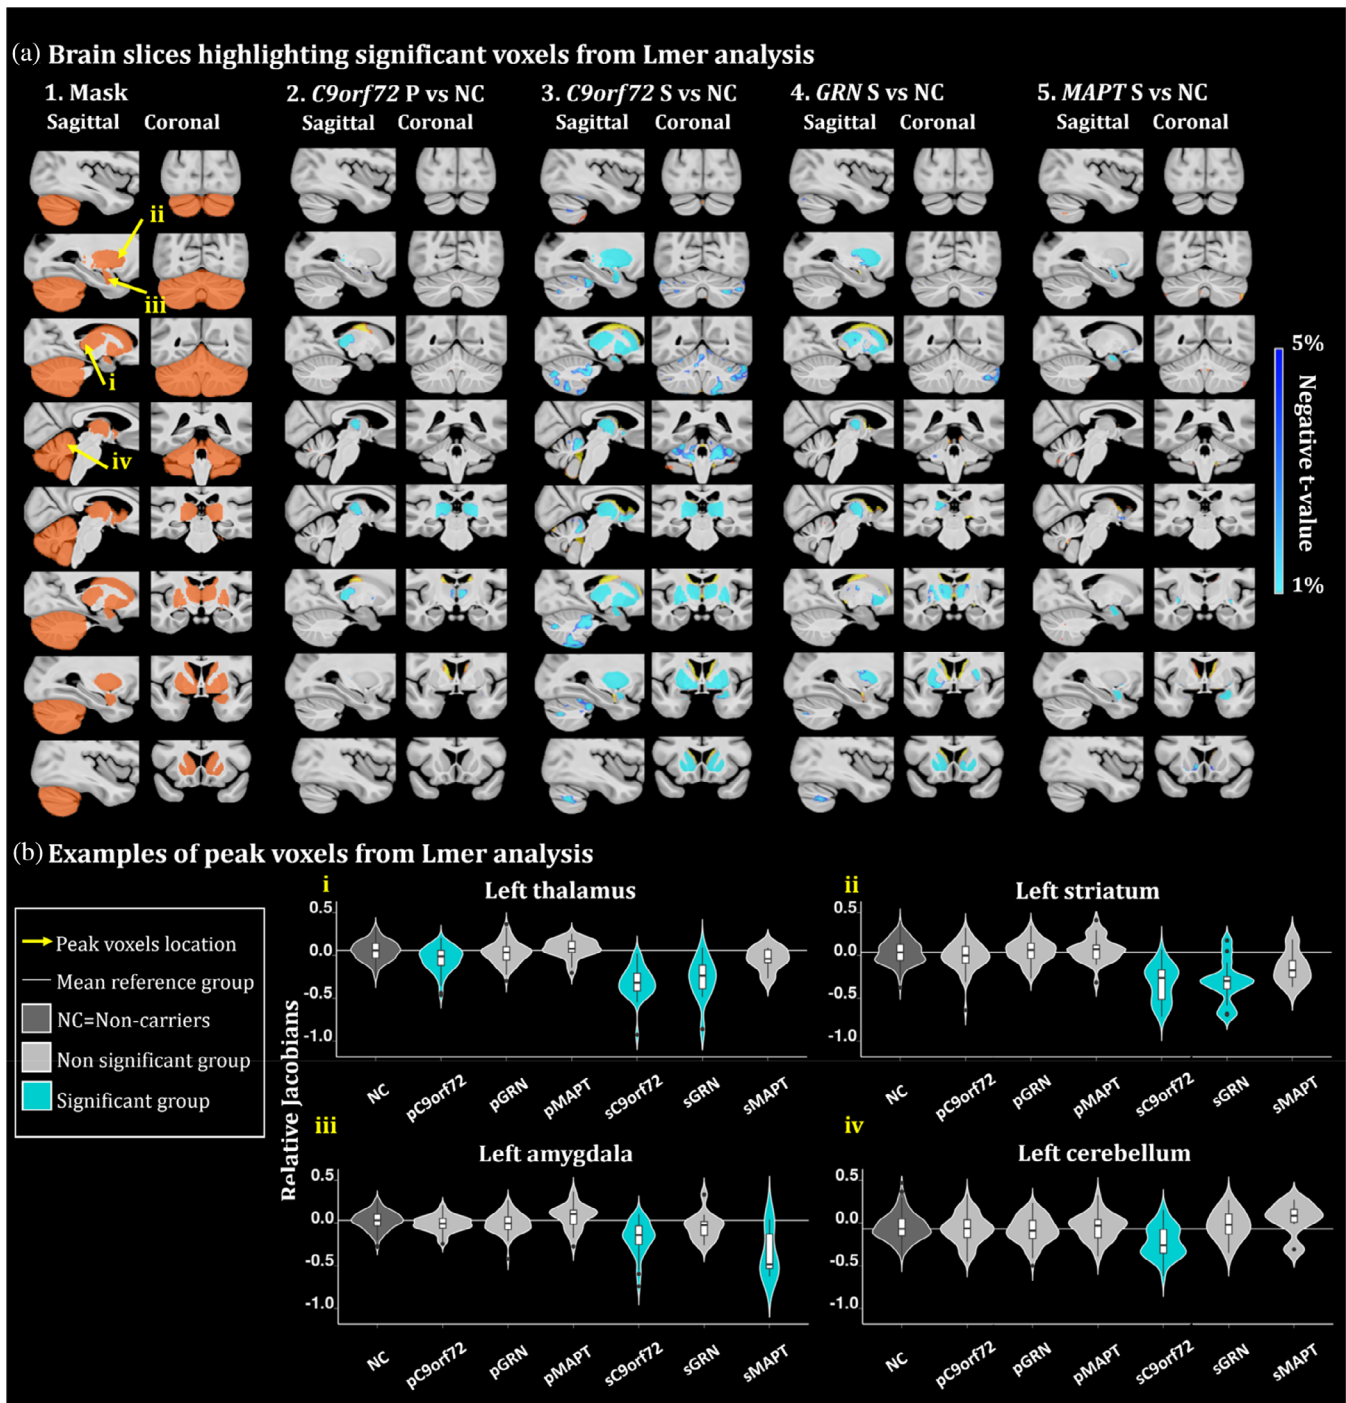 (a) Brain slices highlighting significant voxels from Lmer analysis
1. Mask
2. C9orf72 P vs NC
3. C9orf72 S vs NC
4. GRN S vs NC
5. MAPT S vs NC
Sagittal Coronal
Sagittal Coronal
Sagittal Coronal
Sagittal Coronal
Sagittal Coronal
ii
iii
i
iv
5%
Negative t-value
1%
(b) Examples of peak voxels from Lmer analysis
Peak voxels location
Mean reference group
NC=Non-carriers
Non significant group
Significant group
Relative Jacobians
i
Left thalamus
0.5
0.0
-0.5
-1.0
NC
pC9orf72
pGRN
pMAPT
sC9orf72
sGRN
sMAPT
ii
Left striatum
0.5
0.0
-0.5
-1.0
NC
pC9orf72
pGRN
pMAPT
sC9orf72
sGRN
sMAPT
iii
Left amygdala
0.5
0.0
-0.5
-1.0
NC
pC9orf72
pGRN
pMAPT
sC9orf72
sGRN
sMAPT
iv
Left cerebellum
0.5
0.0
-0.5
-1.0
NC
pC9orf72
pGRN
pMAPT
sC9orf72
sGRN
sMAPT